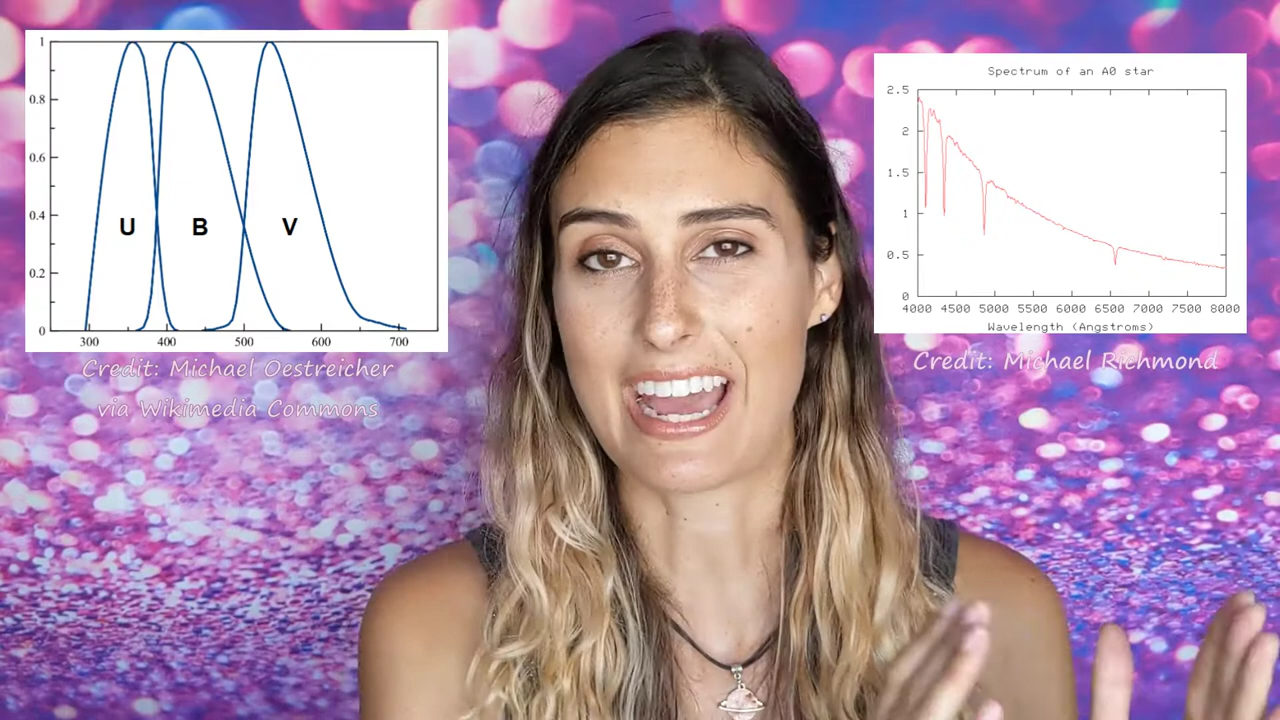 1
0.8
0.6
0.4
0.2
0
U B V
300 400 500 600 700
Credit: Michael Oestreicher
via Wikimedia Commons
Spectrum of an A0 star
2.5
2
1.5
1
0.5
0
4000 4500 5000 5500 6000 6500 7000 7500 8000
Wavelength (Angstroms)
Credit: Michael Richmond